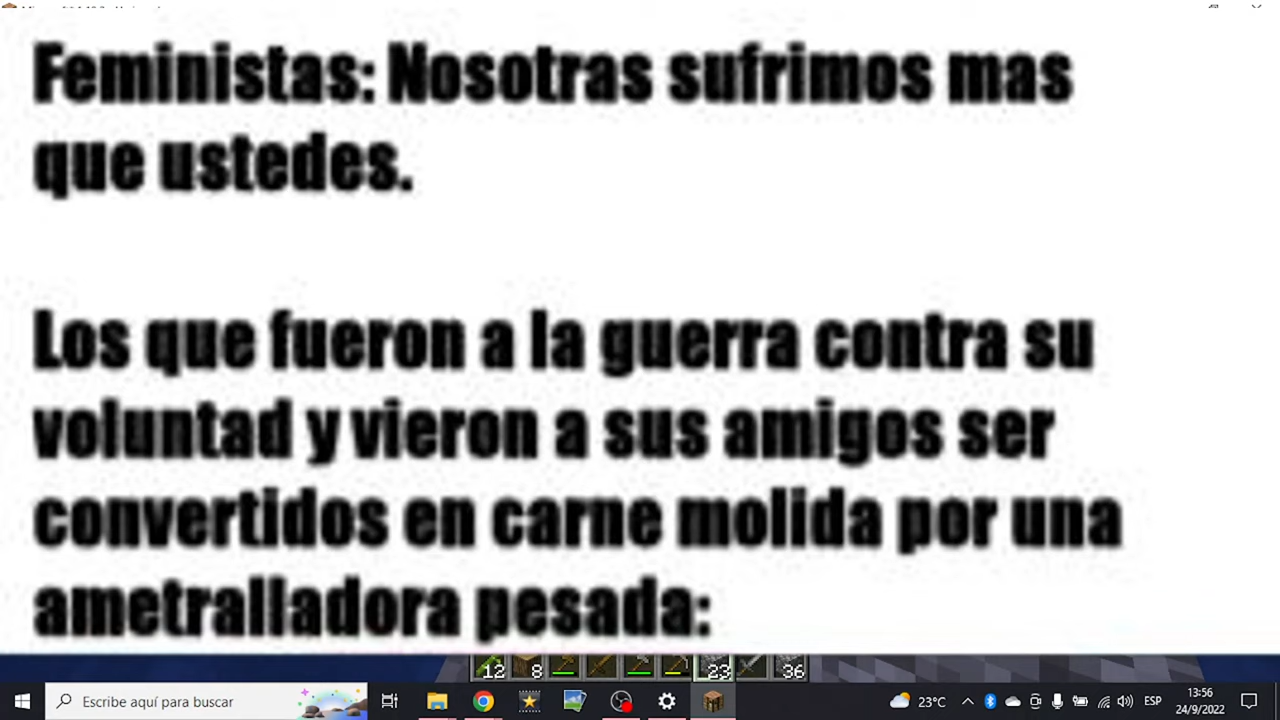 Feministas: Nosotras sufrimos mas
que ustedes.
Los que fueron a la guerra contra su
voluntad y vieron a sus amigos ser
convertidos en carne molida por una
ametralladora pesada:
12 8 23 36
Escribe aquí para buscar 23°C ESP 13:56
24/9/2022